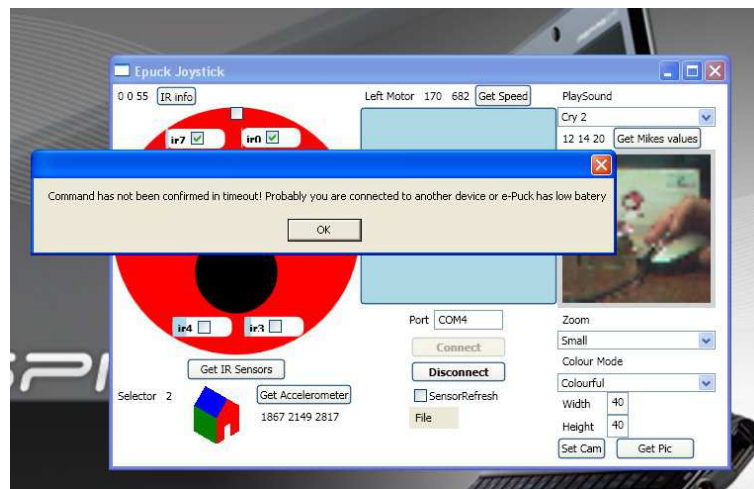 Epuck Joystick
0 0 55 IR info
Left Motor 170 682 Get Speed
PlaySound
Cry 2
ir7 ir0
12 14 20 Get Mikes values
Command has not been confirmed in timeout! Probably you are connected to another device or e-Puck has low batery
OK
ir4 ir3
Port COM4
Zoom
Small
Connect
Colour Mode
Get IR Sensors
Disconnect
Colourful
Selector 2
Get Accelerometer
SensorRefresh
Width 40
1867 2149 2817
File
Height 40
Set Cam Get Pic